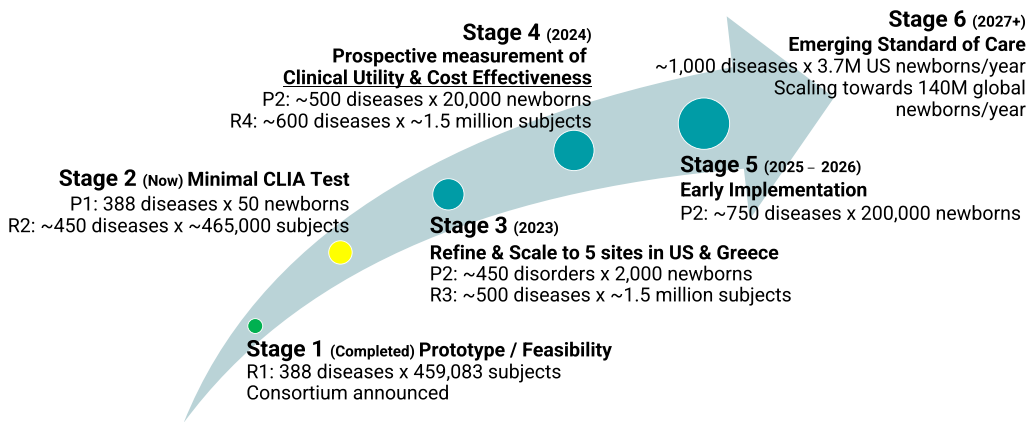 Stage 1 (Completed) Prototype / Feasibility
R1: 388 diseases x 459,083 subjects
Consortium announced
Stage 2 (Now) Minimal CLIA Test
P1: 388 diseases x 50 newborns
R2: ~450 diseases x ~465,000 subjects
Stage 3 (2023)
Refine & Scale to 5 sites in US & Greece
P2: ~450 disorders x 2,000 newborns
R3: ~500 diseases x ~1.5 million subjects
Stage 4 (2024)
Prospective measurement of
Clinical Utility & Cost Effectiveness
P2: ~500 diseases x 20,000 newborns
R4: ~600 diseases x ~1.5 million subjects
Stage 5 (2025 – 2026)
Early Implementation
P2: ~750 diseases x 200,000 newborns
Stage 6 (2027+)
Emerging Standard of Care
~1,000 diseases x 3.7M US newborns/year
Scaling towards 140M global
newborns/year